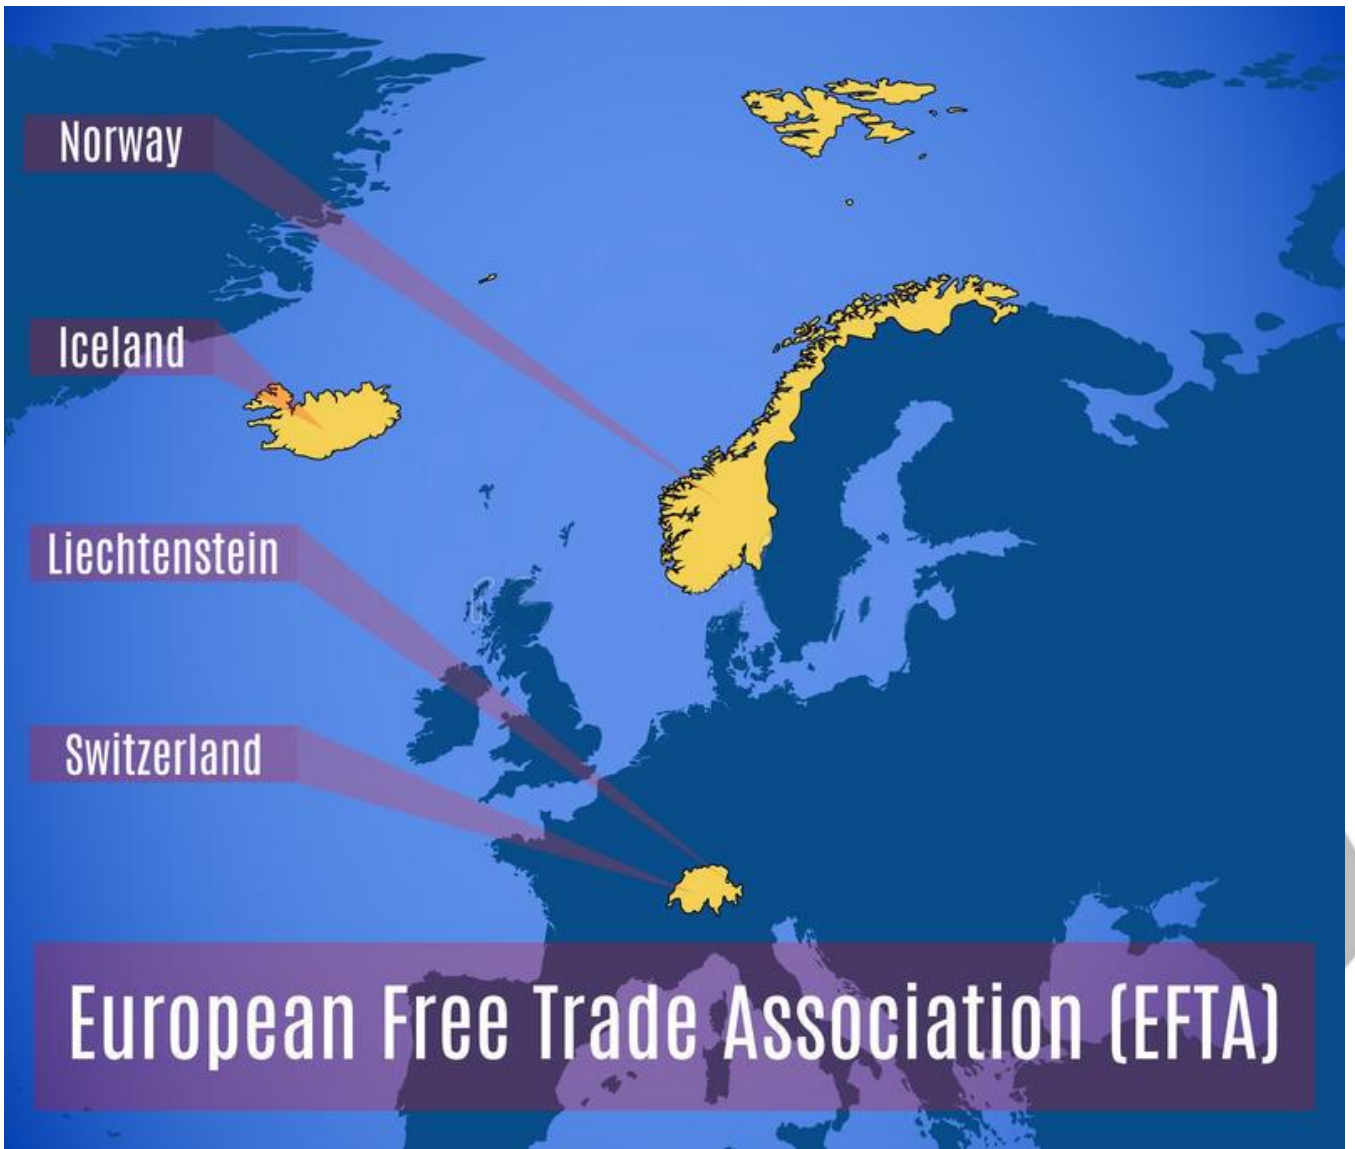 Norway
Iceland
Liechtenstein
Switzerland
European Free Trade Association (EFTA)